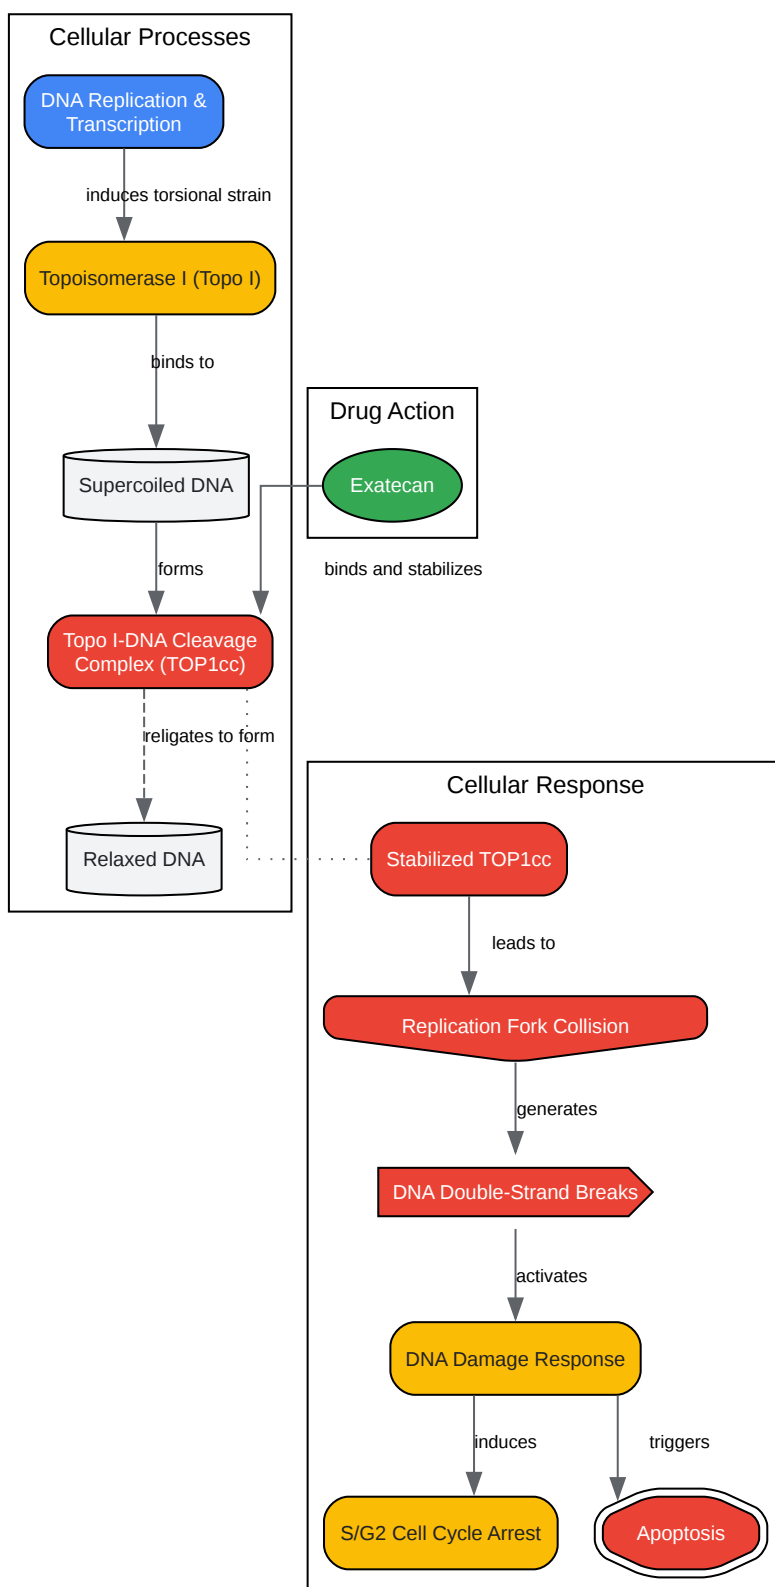 Cellular Processes
DNA Replication &
Transcription
induces torsional strain
Topoisomerase I (Topo I)
binds to
Supercoiled DNA
forms
Drug Action
Exatecan
binds and stabilizes
Topo I-DNA Cleavage
Complex (TOP1cc)
religates to form
Relaxed DNA
Cellular Response
Stabilized TOP1cc
leads to
Replication Fork Collision
generates
DNA Double-Strand Breaks
activates
DNA Damage Response
induces
triggers
S/G2 Cell Cycle Arrest
Apoptosis